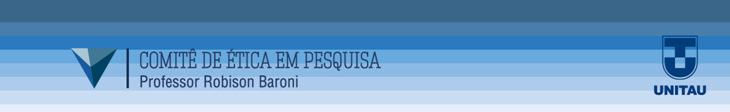 COMITÊ DE ÉTICA EM PESQUISA
Professor Robison Baroni
UNITAU